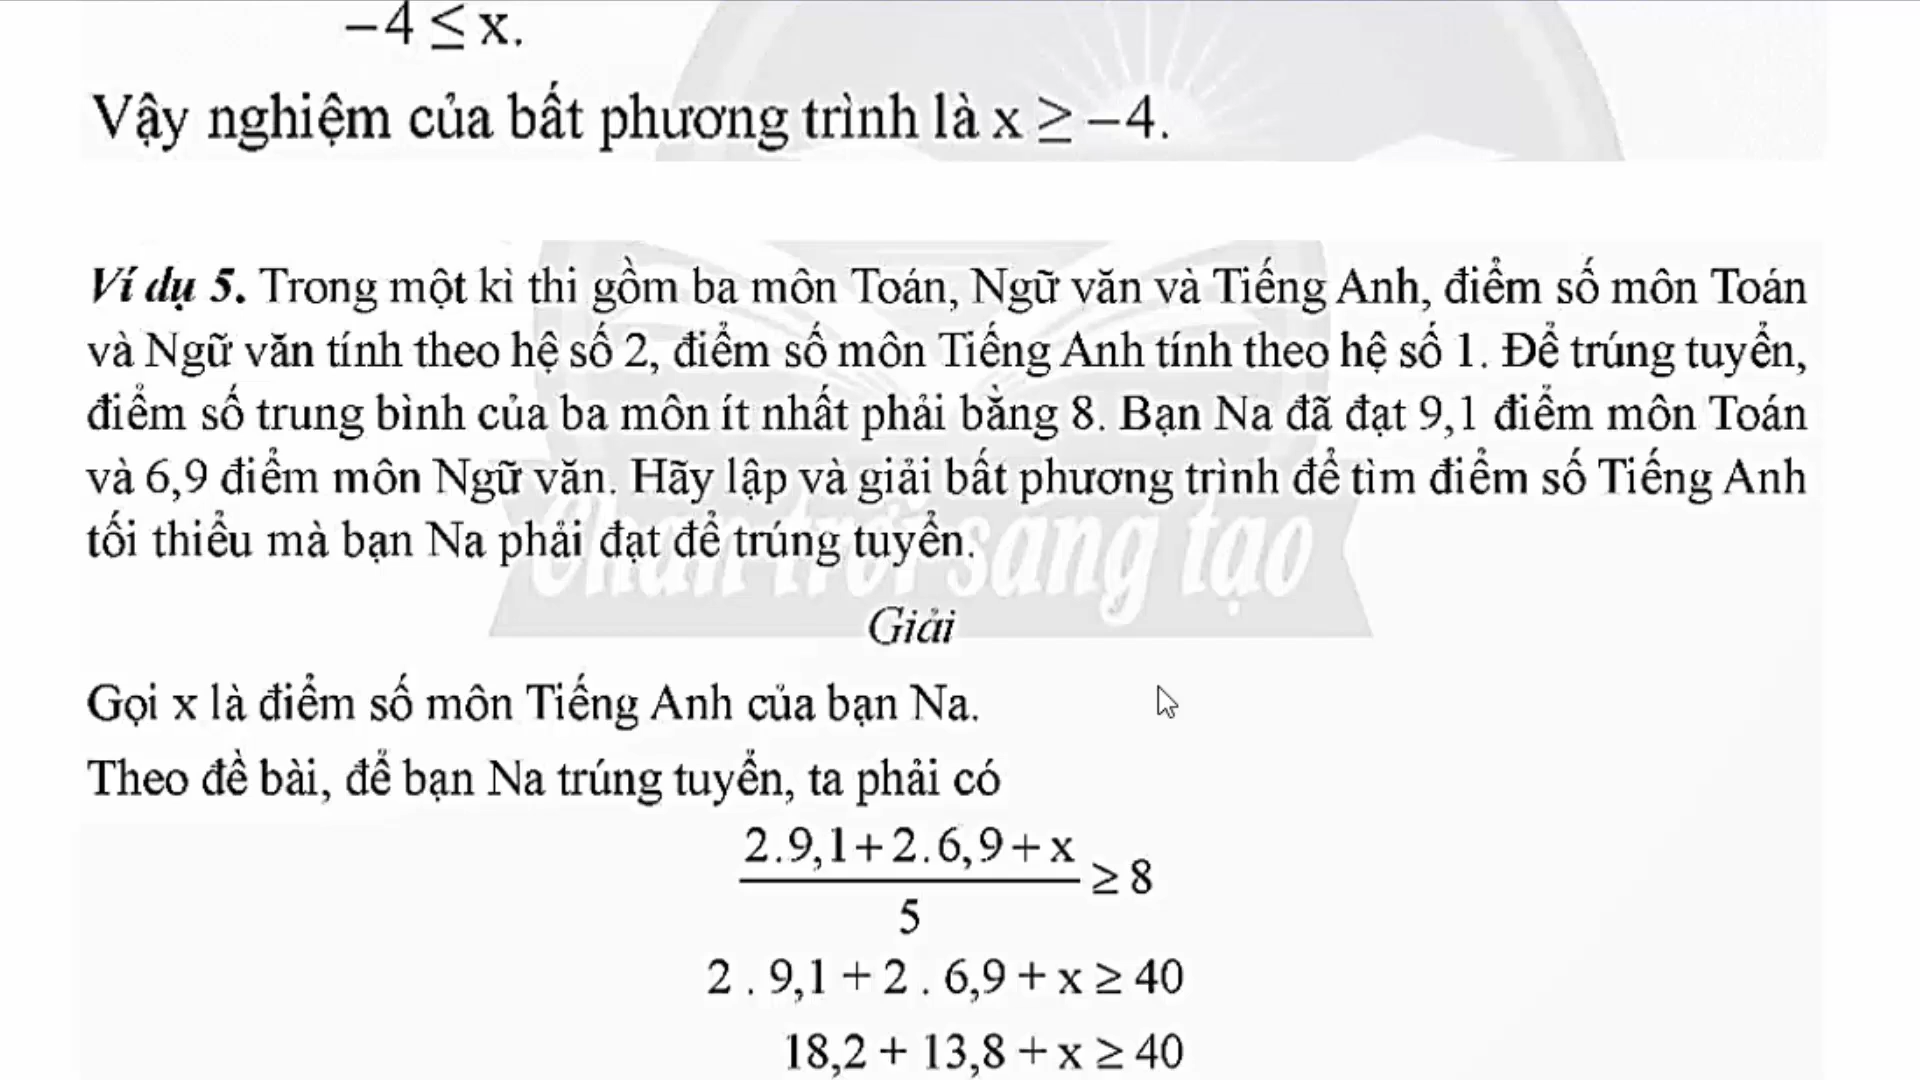 −4 ≤ x.
Vậy nghiệm của bất phương trình là x ≥ −4.
Ví dụ 5. Trong một kì thi gồm ba môn Toán, Ngữ văn và Tiếng Anh, điểm số môn Toán
và Ngữ văn tính theo hệ số 2, điểm số môn Tiếng Anh tính theo hệ số 1. Để trúng tuyển,
điểm số trung bình của ba môn ít nhất phải bằng 8. Bạn Na đã đạt 9,1 điểm môn Toán
và 6,9 điểm môn Ngữ văn. Hãy lập và giải bất phương trình để tìm điểm số Tiếng Anh
tối thiểu mà bạn Na phải đạt để trúng tuyển.
Chân trời sáng tạo
Giải
Gọi x là điểm số môn Tiếng Anh của bạn Na.
Theo đề bài, để bạn Na trúng tuyển, ta phải có
2.9,1+2.6,9+x
≥ 8
5
2 . 9,1 + 2 . 6,9 + x ≥ 40
18,2 + 13,8 + x ≥ 40